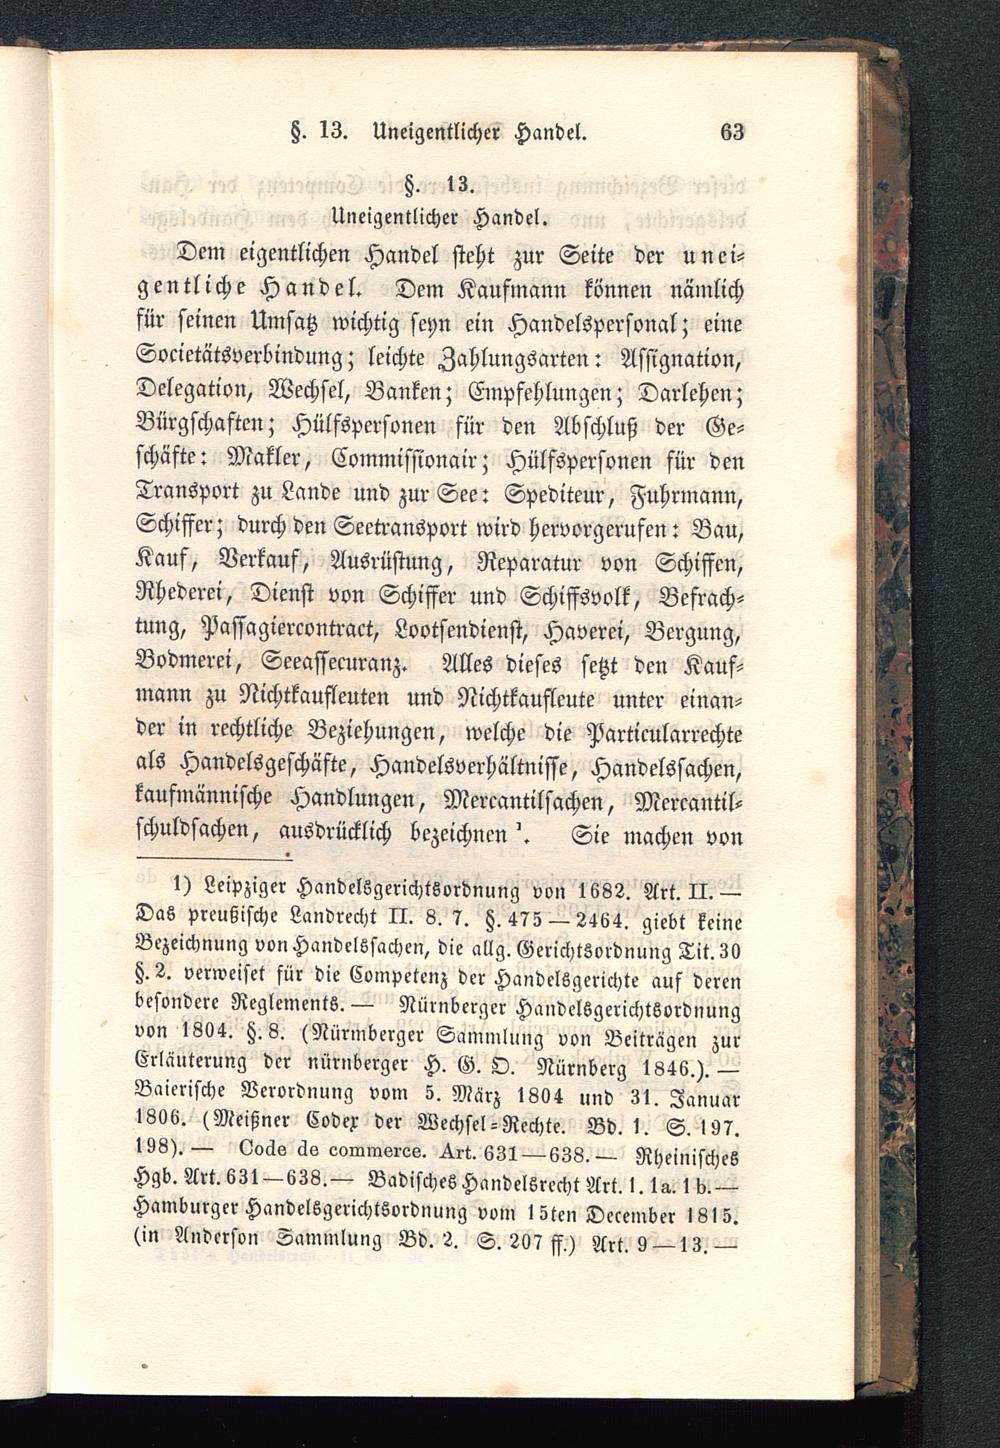 §. 13. Uneigentlicher Handel. 63
§. 13.
Uneigentlicher Handel.
Dem eigentlichen Handel steht zur Seite der unei-
gentliche Handel. Dem Kaufmann können nämlich
für seinen Umsatz wichtig seyn ein Handelspersonal; eine
Societätsverbindung; leichte Zahlungsarten: Assignation,
Delegation, Wechsel, Banken; Empfehlungen; Darlehen;
Bürgschaften; Hülfspersonen für den Abschluß der Ge-
schäfte: Makler, Commissionair; Hülfspersonen für den
Transport zu Lande und zur See: Spediteur, Fuhrmann,
Schiffer; durch den Seetransport wird hervorgerufen: Bau,
Kauf, Verkauf, Ausrüstung, Reparatur von Schiffen,
Rhederei, Dienst von Schiffer und Schiffsvolk, Befrach-
tung, Passagiercontract, Lootsendienst, Haverei, Bergung,
Bodmerei, Seeassecuranz. Alles dieses setzt den Kauf-
mann zu Nichtkaufleuten und Nichtkaufleute unter einan-
der in rechtliche Beziehungen, welche die Particularrechte
als Handelsgeschäfte, Handelsverhältnisse, Handelssachen,
kaufmännische Handlungen, Mercantilsachen, Mercantil-
schuldsachen, ausdrücklich bezeichnen ¹. Sie machen von
1) Leipziger Handelsgerichtsordnung von 1682. Art. II. —
Das preußische Landrecht II. 8. 7. §. 475 — 2464. giebt keine
Bezeichnung von Handelssachen, die allg. Gerichtsordnung Tit. 30
§. 2. verweiset für die Competenz der Handelsgerichte auf deren
besondere Reglements. — Nürnberger Handelsgerichtsordnung
von 1804. §. 8. (Nürmberger Sammlung von Beiträgen zur
Erläuterung der nürnberger H. G. O. Nürnberg 1846.). —
Baierische Verordnung vom 5. März 1804 und 31. Januar
1806. (Meißner Codex der Wechsel-Rechte. Bd. 1. S. 197.
198). — Code de commerce. Art. 631—638. — Rheinisches
Hgb. Art. 631—638. — Badisches Handelsrecht Art. 1. 1a. 1b. —
Hamburger Handelsgerichtsordnung vom 15ten December 1815.
(in Anderson Sammlung Bd. 2. S. 207 ff.) Art. 9—13. —